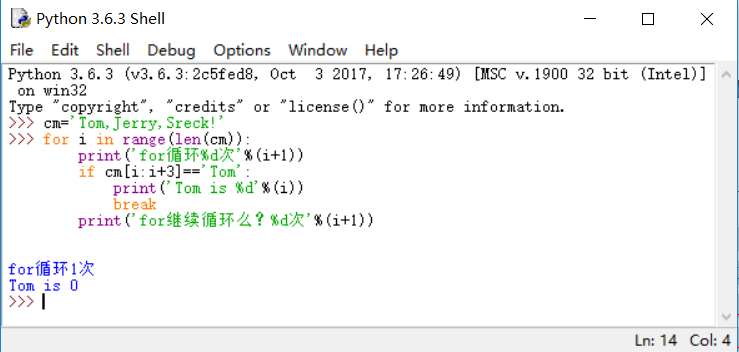 Python 3.6.3 Shell
File Edit Shell Debug Options Window Help
Python 3.6.3 (v3.6.3:2c5fed8, Oct  3 2017, 17:26:49) [MSC v.1900 32 bit (Intel)]
 on win32
Type "copyright", "credits" or "license()" for more information.
>>> cm='Tom,Jerry,Sreck!'
>>> for i in range(len(cm)):
        print('for循环%d次'%(i+1))
        if cm[i:i+3]=='Tom':
            print('Tom is %d'%(i))
            break
        print('for继续循环么？%d次'%(i+1))
for循环1次
Tom is 0
>>>
Ln: 14 Col: 4